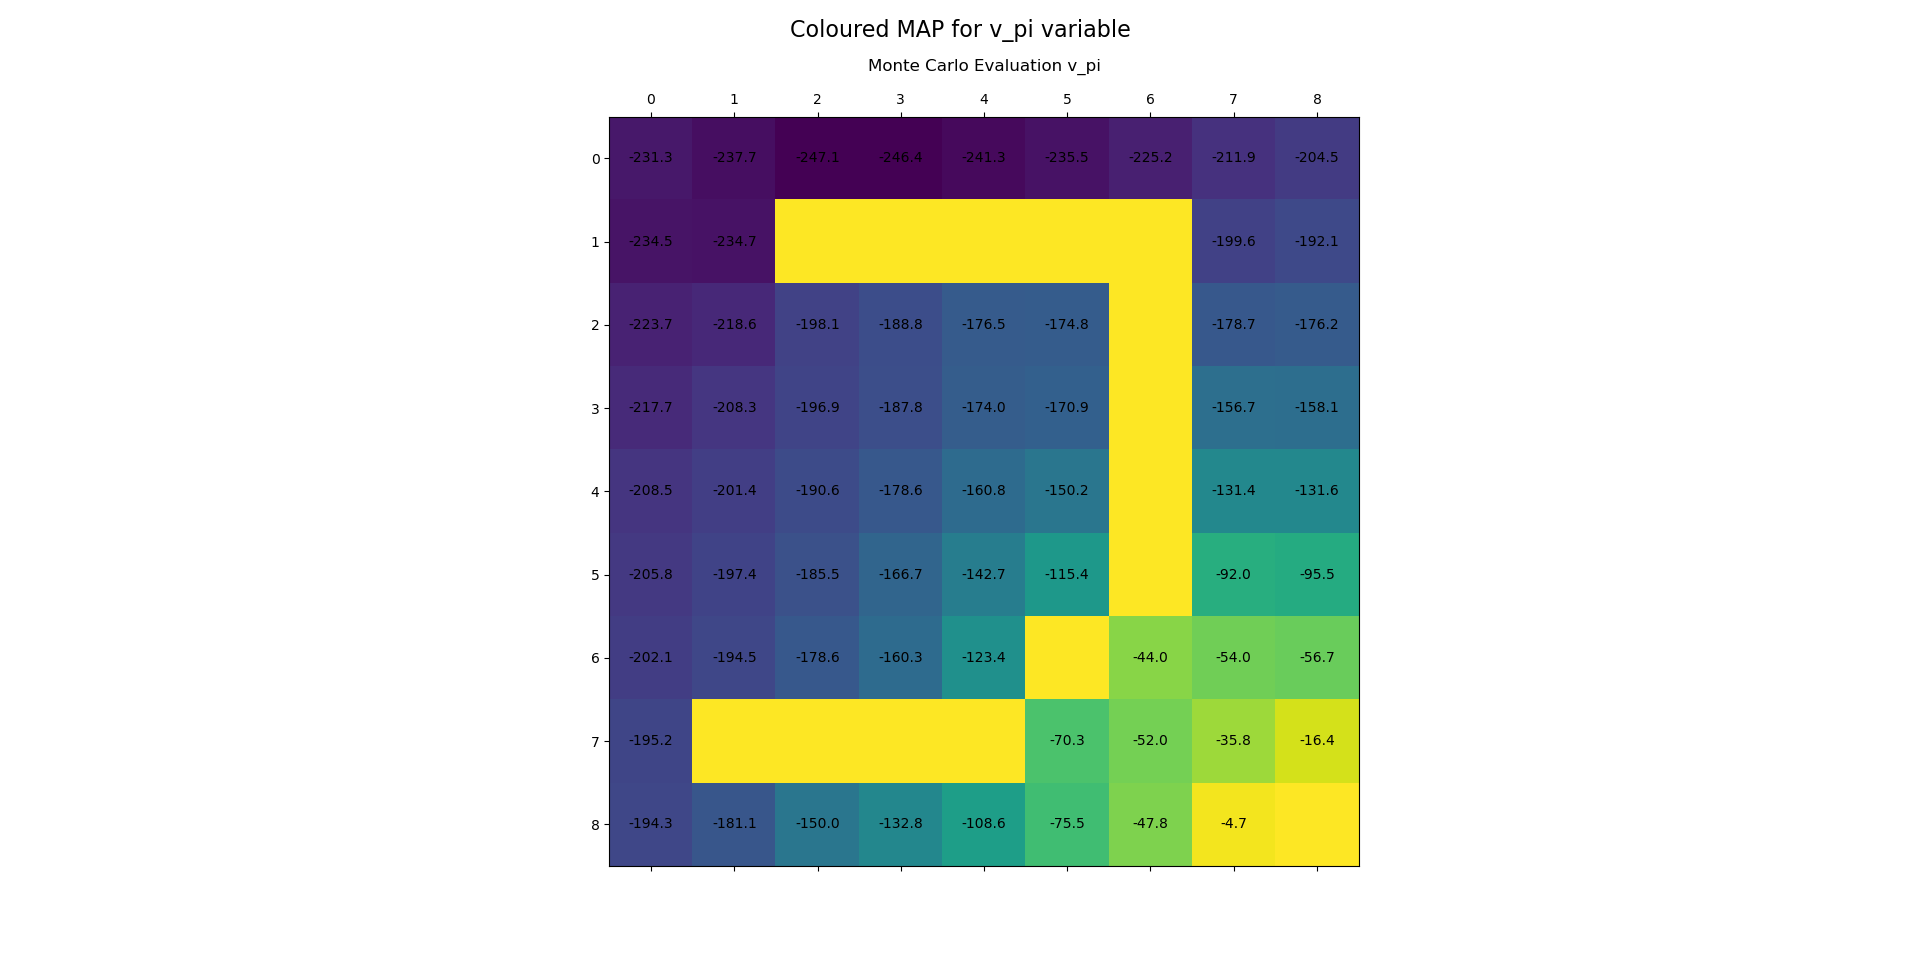 Coloured MAP for v_pi variable
Monte Carlo Evaluation v_pi
0 1 2 3 4 5 6 7 8
0 -231.3 -237.7 -247.1 -246.4 -241.3 -235.5 -225.2 -211.9 -204.5
1 -234.5 -234.7 -199.6 -192.1
2 -223.7 -218.6 -198.1 -188.8 -176.5 -174.8 -178.7 -176.2
3 -217.7 -208.3 -196.9 -187.8 -174.0 -170.9 -156.7 -158.1
4 -208.5 -201.4 -190.6 -178.6 -160.8 -150.2 -131.4 -131.6
5 -205.8 -197.4 -185.5 -166.7 -142.7 -115.4 -92.0 -95.5
6 -202.1 -194.5 -178.6 -160.3 -123.4 -44.0 -54.0 -56.7
7 -195.2 -70.3 -52.0 -35.8 -16.4
8 -194.3 -181.1 -150.0 -132.8 -108.6 -75.5 -47.8 -4.7